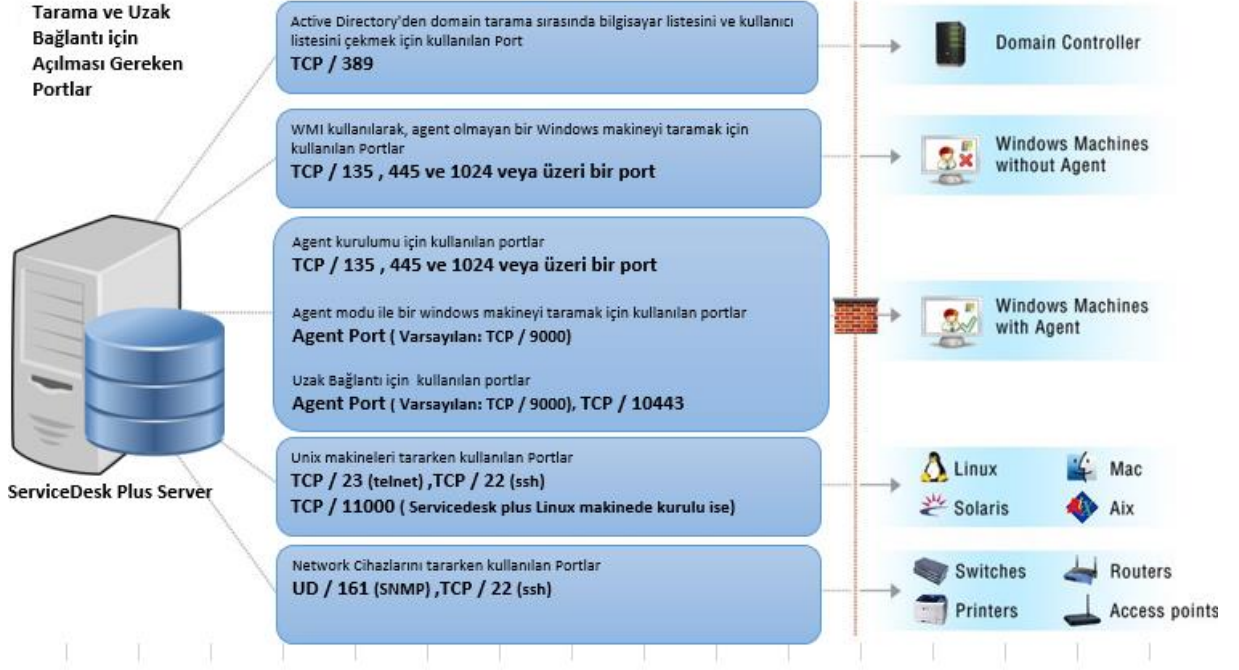 Tarama ve Uzak
Bağlantı için
Açılması Gereken
Portlar
Active Directory'den domain tarama sırasında bilgisayar listesini ve kullanıcı
listesini çekmek için kullanılan Port
TCP / 389
Domain Controller
WMI kullanılarak, agent olmayan bir Windows makineyi taramak için
kullanılan Portlar
TCP / 135 , 445 ve 1024 veya üzeri bir port
Windows Machines
without Agent
Agent kurulumu için kullanılan portlar
TCP / 135 , 445 ve 1024 veya üzeri bir port
Agent modu ile bir windows makineyi taramak için kullanılan portlar
Agent Port ( Varsayılan: TCP / 9000)
Uzak Bağlantı için kullanılan portlar
Agent Port ( Varsayılan: TCP / 9000), TCP / 10443
Windows Machines
with Agent
ServiceDesk Plus Server
Unix makineleri tararken kullanılan Portlar
TCP / 23 (telnet) ,TCP / 22 (ssh)
TCP / 11000 ( Servicedesk plus Linux makinede kurulu ise)
Linux
Mac
Solaris
Aix
Network Cihazlarını tararken kullanılan Portlar
UD / 161 (SNMP) ,TCP / 22 (ssh)
Switches
Routers
Printers
Access points